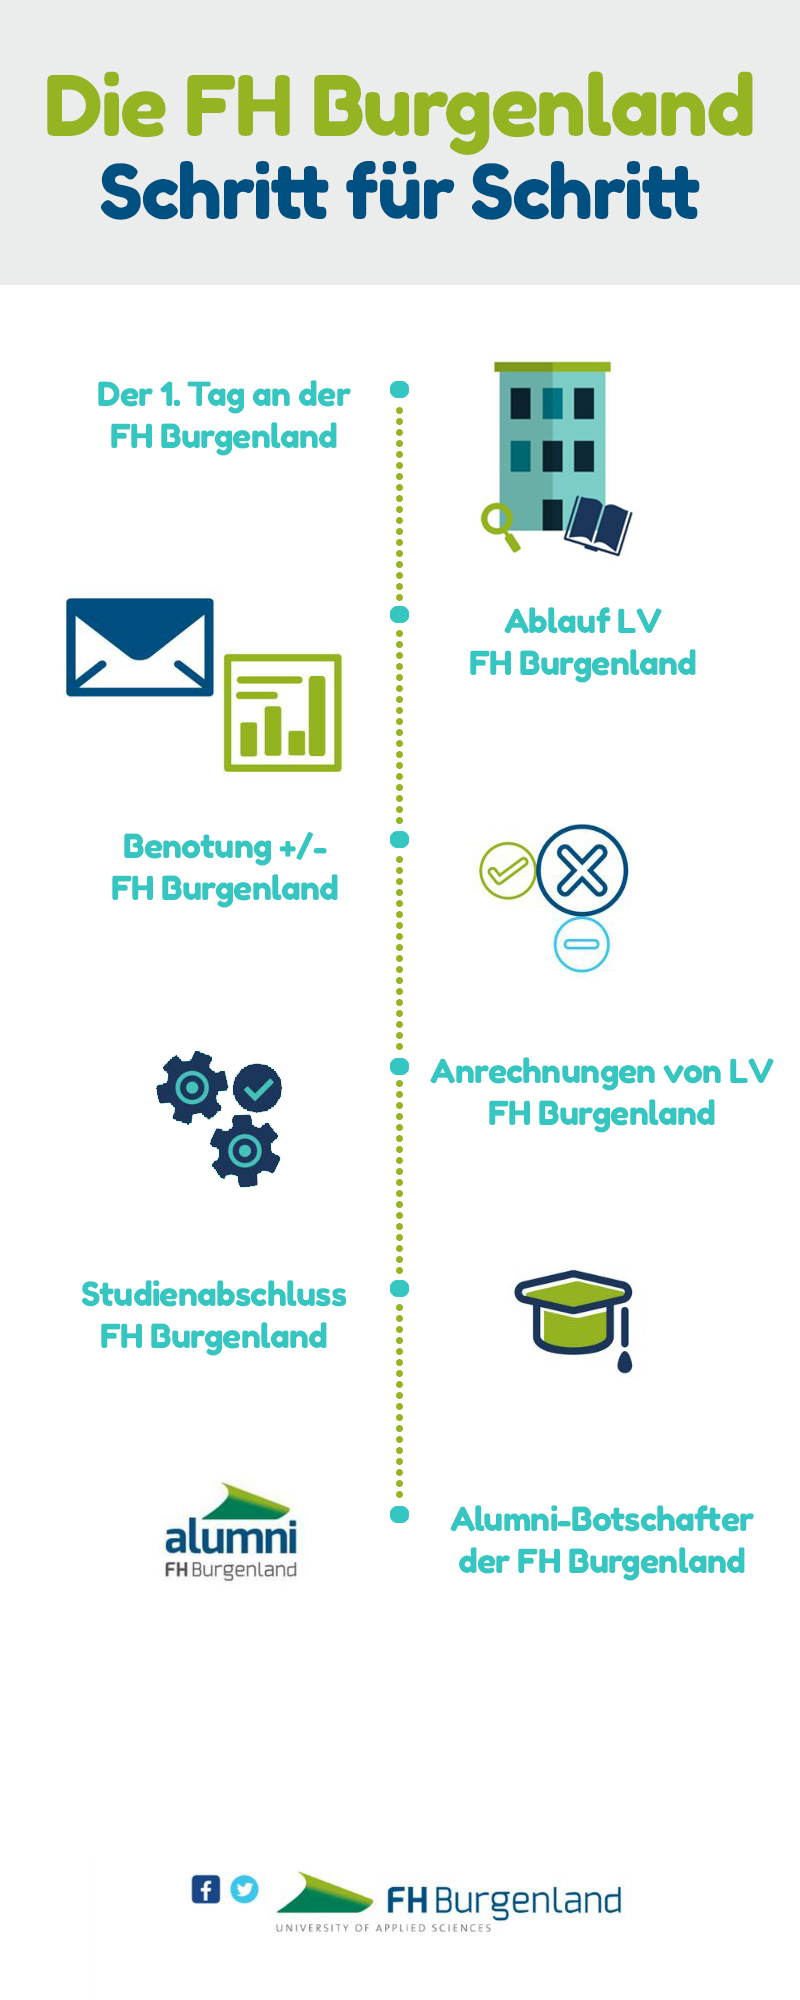 Die FH Burgenland
Schritt für Schritt
Der 1. Tag an der
FH Burgenland
Ablauf LV
FH Burgenland
Benotung +/-
FH Burgenland
Anrechnungen von LV
FH Burgenland
Studienabschluss
FH Burgenland
alumni
FH Burgenland
Alumni-Botschafter
der FH Burgenland
FH Burgenland
UNIVERSITY OF APPLIED SCIENCES